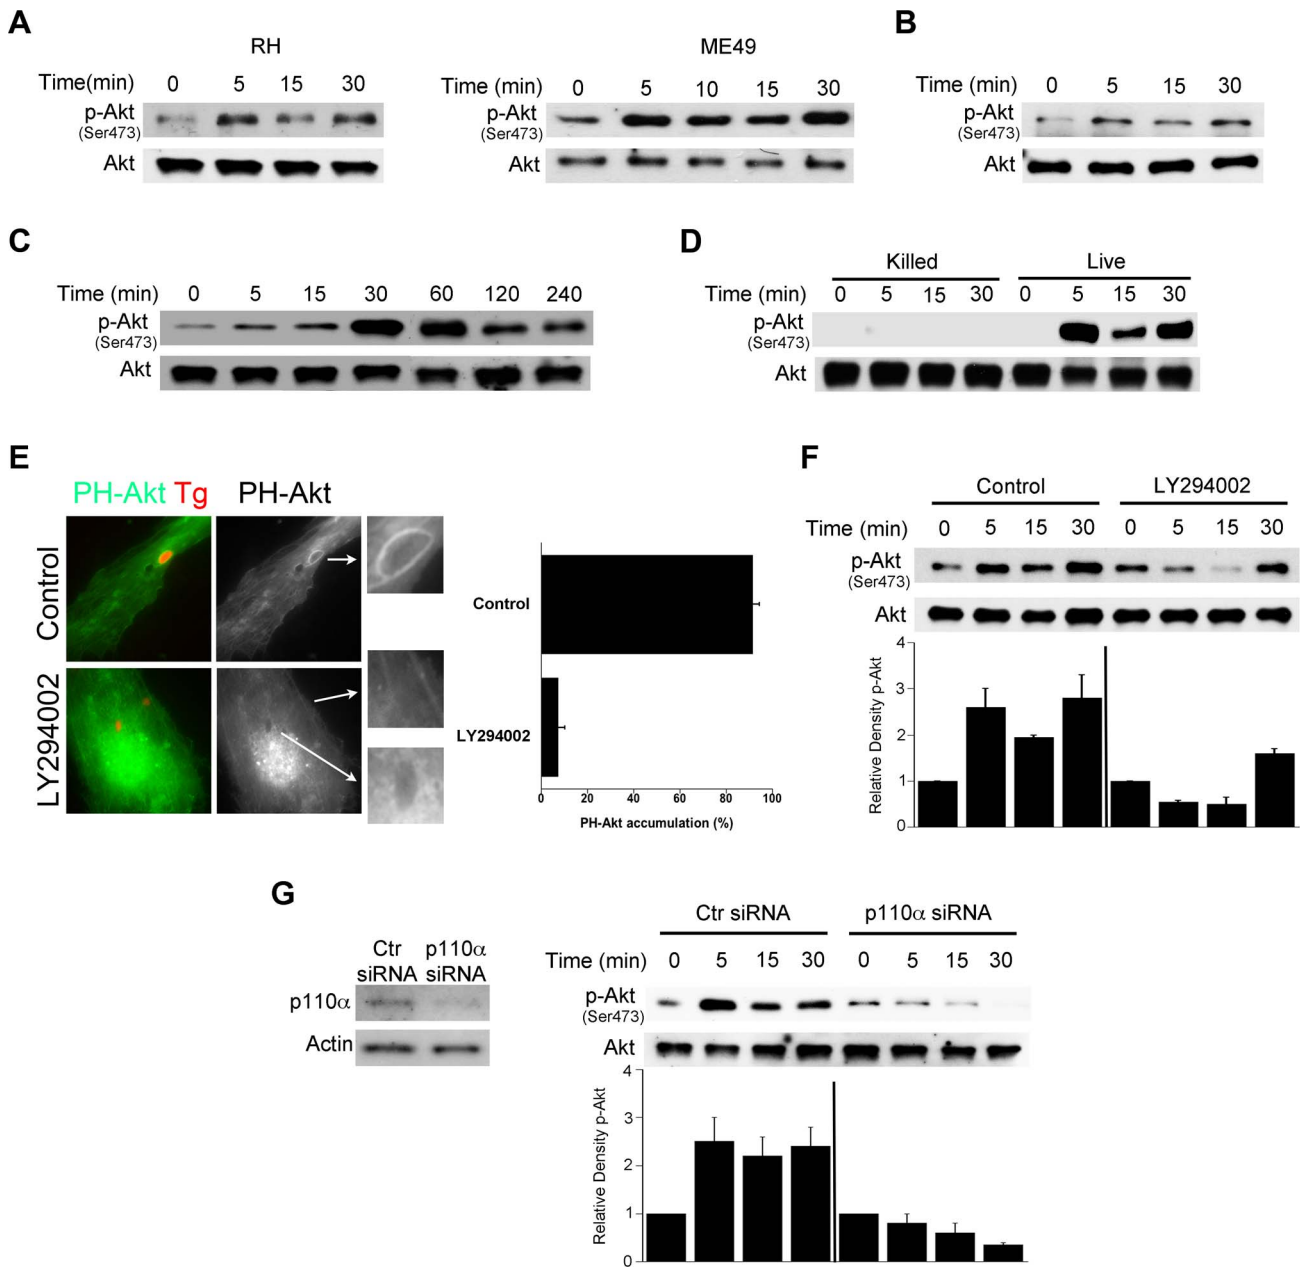 A
RH
ME49
Time(min) 0 5 15 30
Time (min) 0 5 10 15 30
p-Akt
(Ser473)
Akt
p-Akt
(Ser473)
Akt
B
Time (min) 0 5 15 30
p-Akt
(Ser473)
Akt
C
Time (min) 0 5 15 30 60 120 240
p-Akt
(Ser473)
Akt
D
Killed Live
Time (min) 0 5 15 30 0 5 15 30
p-Akt
(Ser473)
Akt
E
PH-Akt Tg PH-Akt
Control
LY294002
Control
LY294002
0 20 40 60 80 100
PH-Akt accumulation (%)
F
Control LY294002
Time (min) 0 5 15 30 0 5 15 30
p-Akt
(Ser473)
Akt
Relative Density p-Akt
4
3
2
1
0
G
Ctr p110α
siRNA siRNA
p110α
Actin
Ctr siRNA p110α siRNA
Time (min) 0 5 15 30 0 5 15 30
p-Akt
(Ser473)
Akt
Relative Density p-Akt
4
3
2
1
0